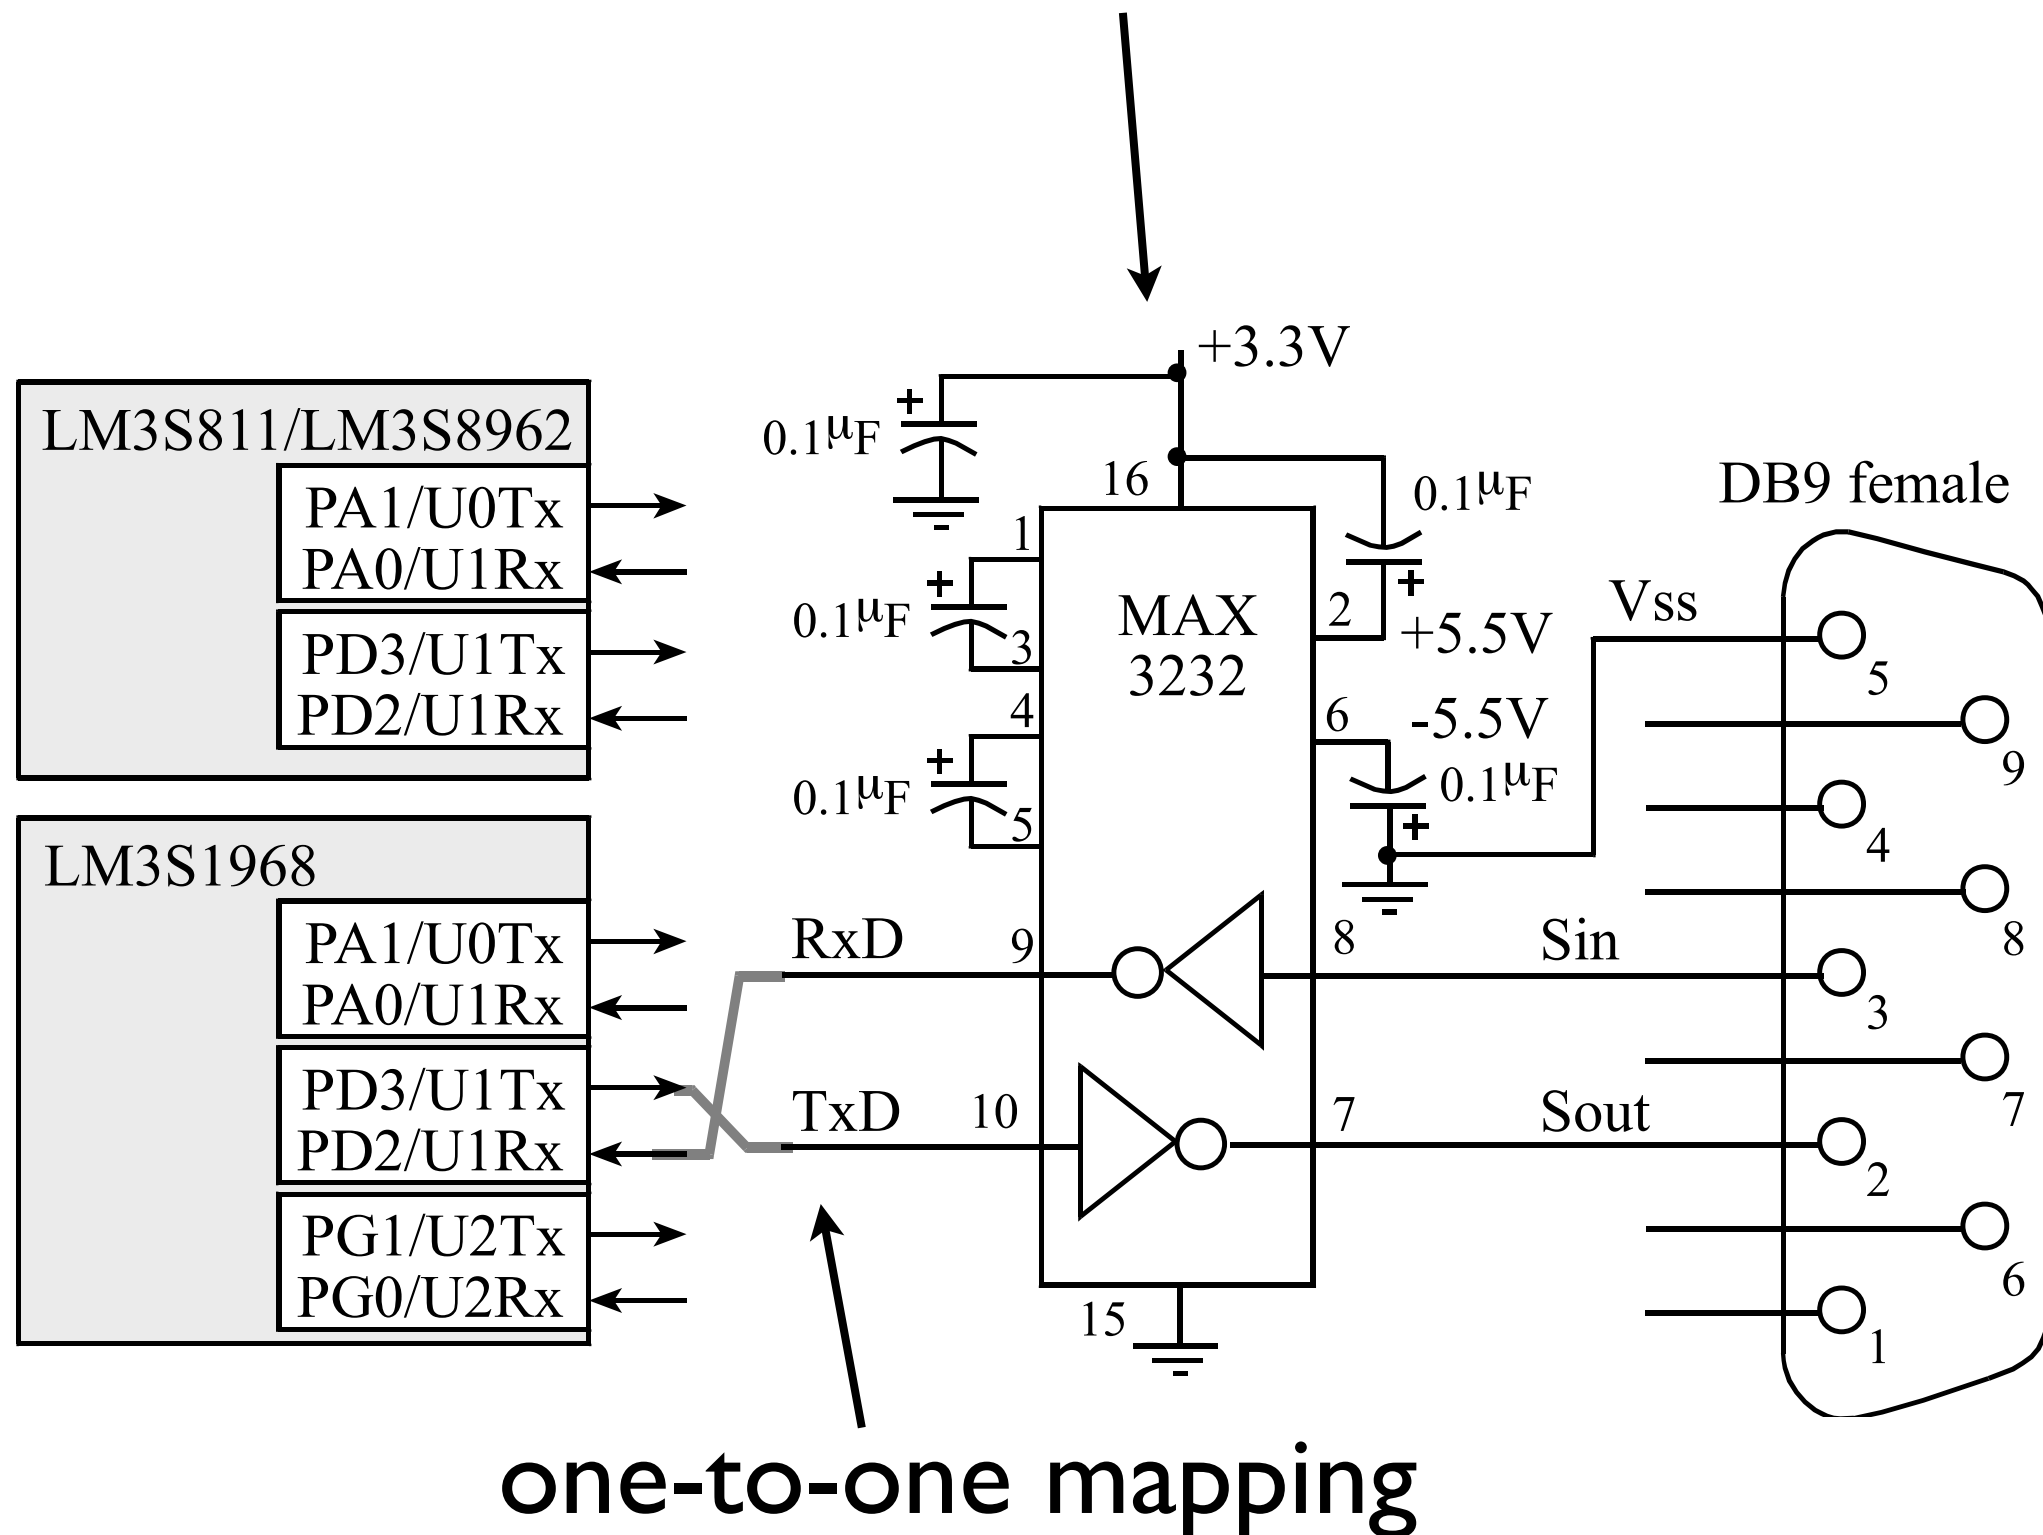 +3.3V
LM3S811/LM3S8962
PA1/U0Tx
PA0/U1Rx
PD3/U1Tx
PD2/U1Rx
LM3S1968
PA1/U0Tx
PA0/U1Rx
PD3/U1Tx
PD2/U1Rx
PG1/U2Tx
PG0/U2Rx
+
0.1µF
+
0.1µF
+
0.1µF
RxD
TxD
16
1
3
4
5
9
10
15
MAX
3232
2
6
8
7
0.1µF
+
+5.5V
-5.5V
0.1µF
+
Vss
Sin
Sout
DB9 female
5
9
4
8
3
7
2
6
1
one-to-one mapping